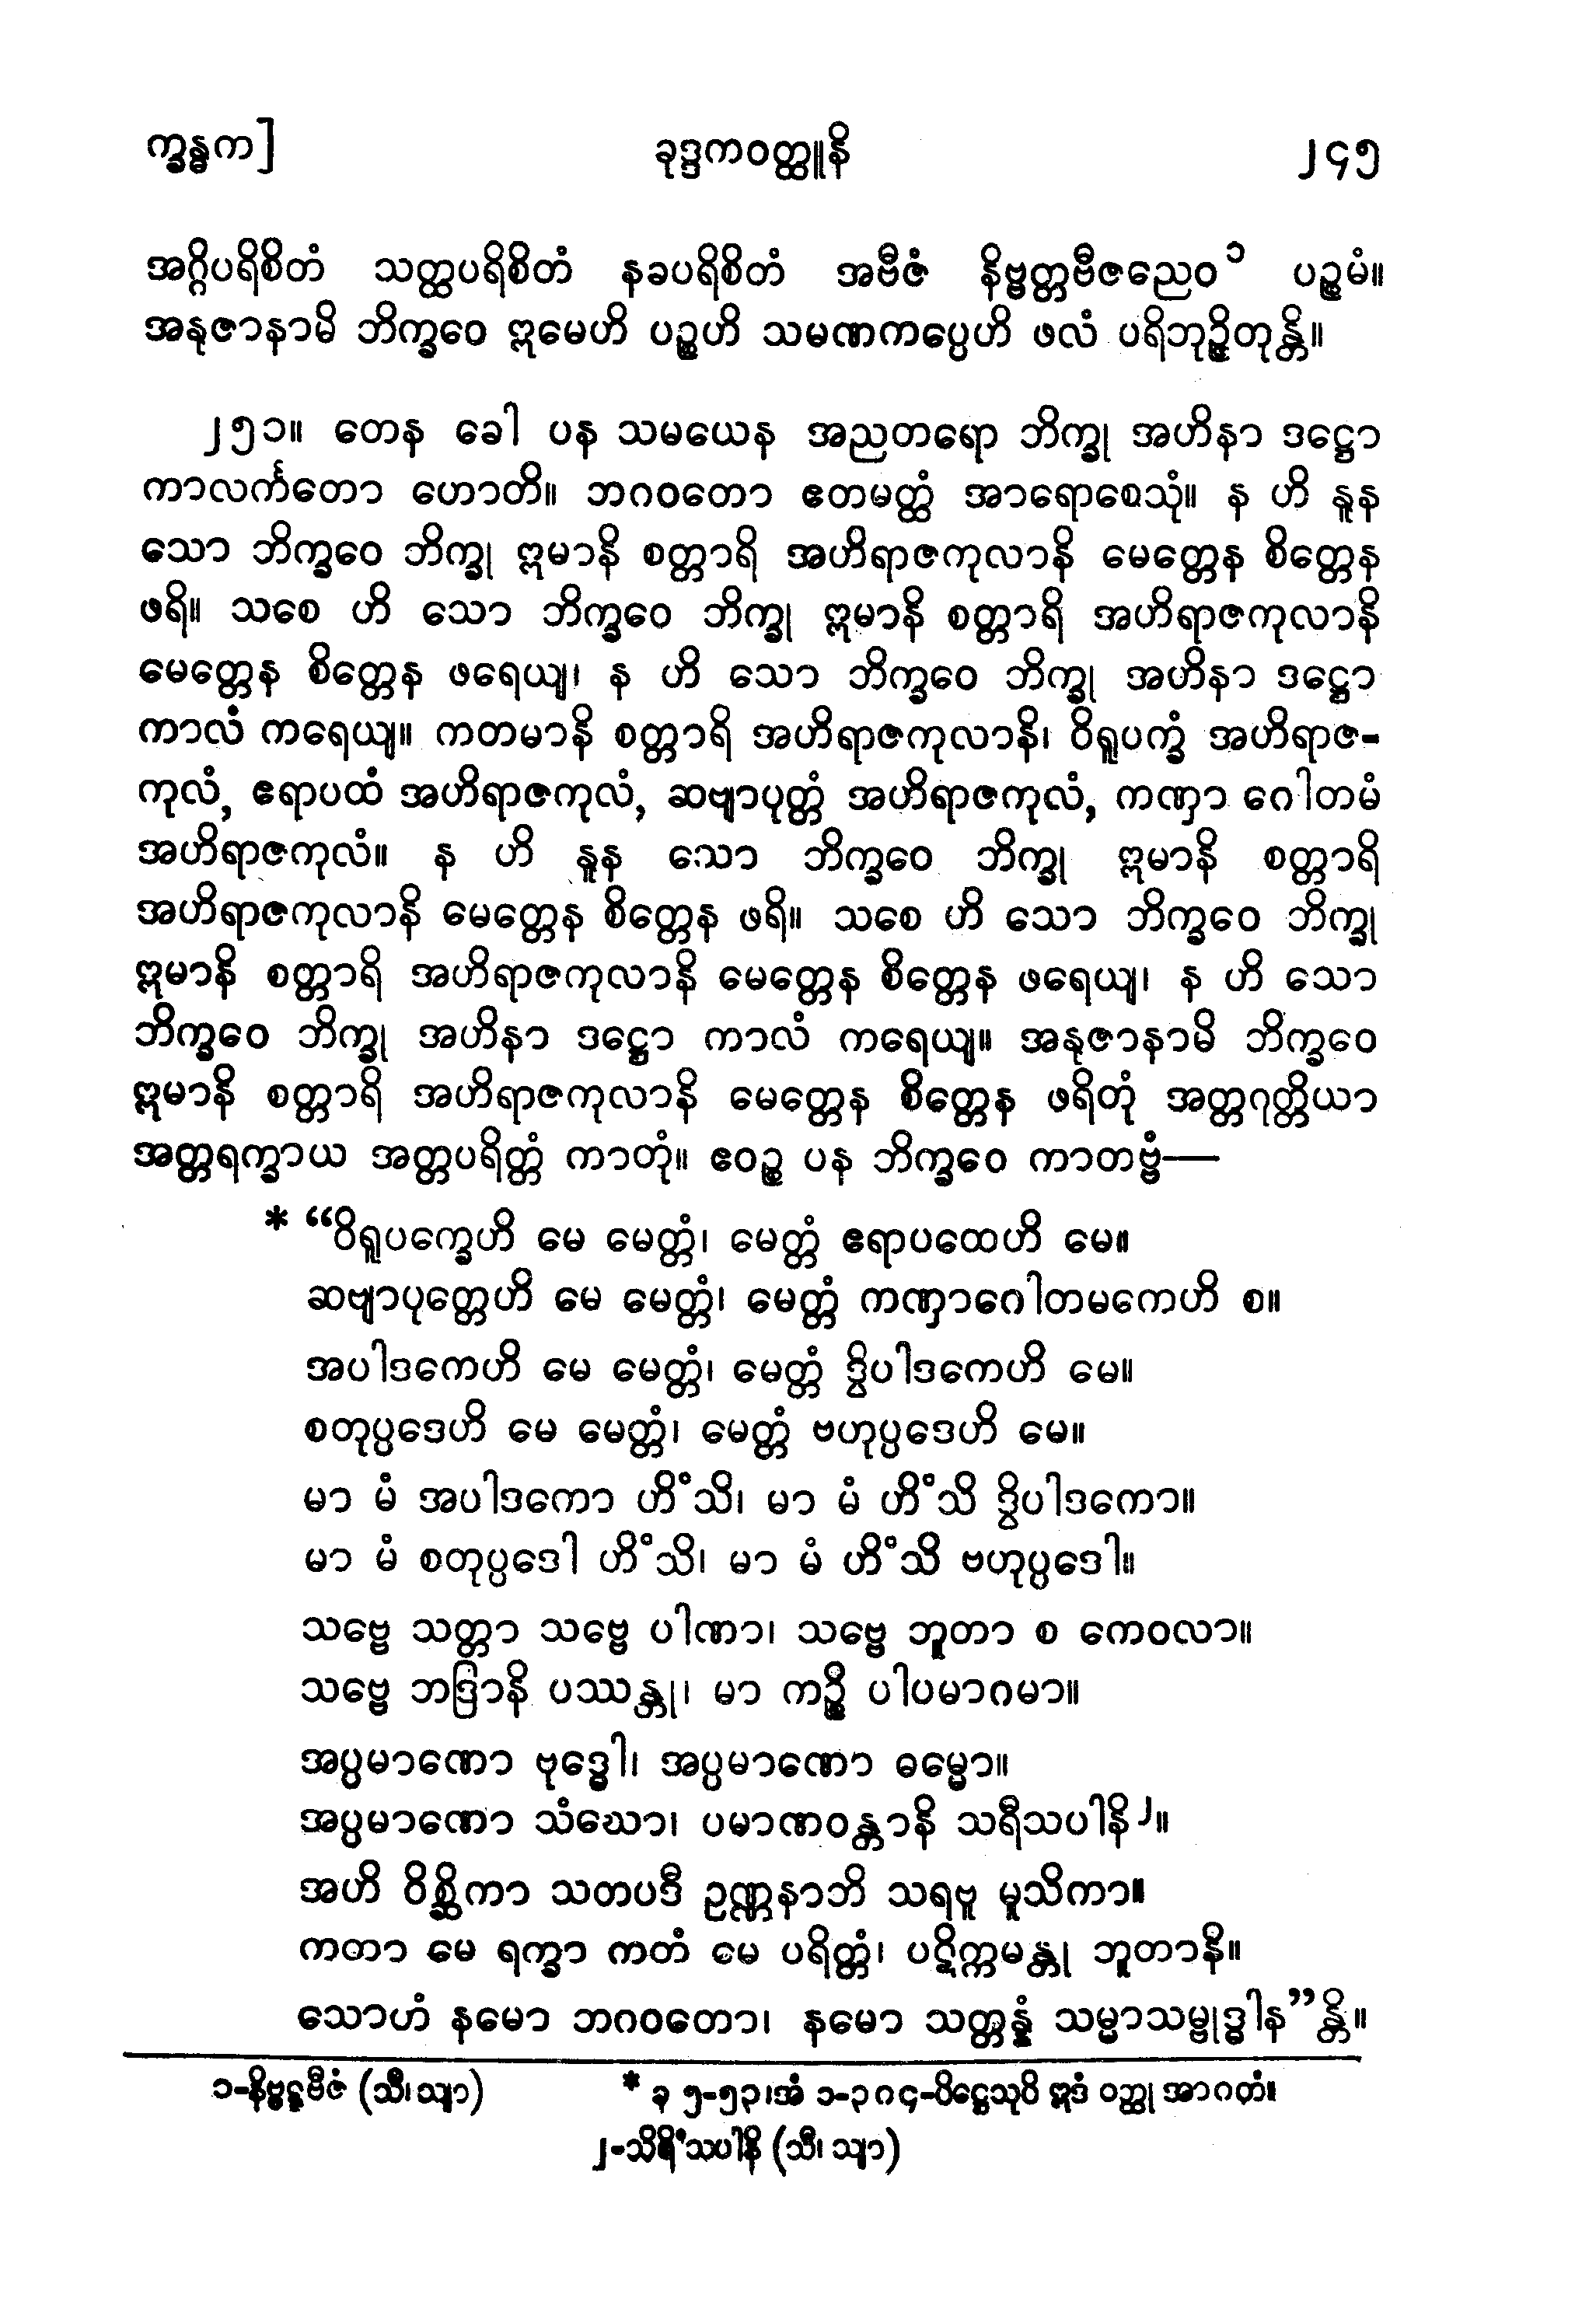 က္ခန္ဓက]
ခုဒ္ဒကဝတ္ထူနိ
၂၄၅
အဂ္ဂိပရိစိတံ သတ္ထပရိစိတံ နခပရိစိတံ အဗီဇံ နိဗ္ဗတ္တဗီဇညေဝ ၁ ပဉ္စမံ။
အနုဇာနာမိ ဘိက္ခဝေ ဣမေဟိ ပဉ္စဟိ သမဏကပ္ပေဟိ ဖလံ ပရိဘုဉ္ဇိတုန္တိ။
၂၅၁။ တေန ခေါ ပန သမယေန အညတရော ဘိက္ခု အဟိနာ ဒဋ္ဌော
ကာလင်္ကတော ဟောတိ။ ဘဂဝတော ဧတမတ္ထံ အာရောစေသုံ။ န ဟိ နူန
သော ဘိက္ခဝေ ဘိက္ခု ဣမာနိ စတ္တာရိ အဟိရာဇကုလာနိ မေတ္တေန စိတ္တေန
ဖရိ။ သစေ ဟိ သော ဘိက္ခဝေ ဘိက္ခု ဣမာနိ စတ္တာရိ အဟိရာဇကုလာနိ
မေတ္တေန စိတ္တေန ဖရေယျ၊ န ဟိ သော ဘိက္ခဝေ ဘိက္ခု အဟိနာ ဒဋ္ဌော
ကာလံ ကရေယျ။ ကတမာနိ စတ္တာရိ အဟိရာဇကုလာနိ၊ ဝိရူပက္ခံ အဟိရာဇ-
ကုလံ, ဧရာပထံ အဟိရာဇကုလံ, ဆဗျာပုတ္တံ အဟိရာဇကုလံ, ကဏှာ ဂေါတမံ
အဟိရာဇကုလံ။ န ဟိ နူန သော ဘိက္ခဝေ ဘိက္ခု ဣမာနိ စတ္တာရိ
အဟိရာဇကုလာနိ မေတ္တေန စိတ္တေန ဖရိ။ သစေ ဟိ သော ဘိက္ခဝေ ဘိက္ခု
ဣမာနိ စတ္တာရိ အဟိရာဇကုလာနိ မေတ္တေန စိတ္တေန ဖရေယျ၊ န ဟိ သော
ဘိက္ခဝေ ဘိက္ခု အဟိနာ ဒဋ္ဌော ကာလံ ကရေယျ။ အနုဇာနာမိ ဘိက္ခဝေ
ဣမာနိ စတ္တာရိ အဟိရာဇကုလာနိ မေတ္တေန စိတ္တေန ဖရိတုံ အတ္တဂုတ္တိယာ
အတ္တရက္ခာယ အတ္တပရိတ္တံ ကာတုံ။ ဧဝဉ္စ ပန ဘိက္ခဝေ ကာတဗ္ဗံ—
* “ဝိရူပက္ခေဟိ မေ မေတ္တံ၊ မေတ္တံ ဧရာပထေဟိ မေ။
ဆဗျာပုတ္တေဟိ မေ မေတ္တံ၊ မေတ္တံ ကဏှာဂေါတမကေဟိ စ။
အပါဒကေဟိ မေ မေတ္တံ၊ မေတ္တံ ဒွိပါဒကေဟိ မေ။
စတုပ္ပဒေဟိ မေ မေတ္တံ၊ မေတ္တံ ဗဟုပ္ပဒေဟိ မေ။
မာ မံ အပါဒကော ဟိံသိ၊ မာ မံ ဟိံသိ ဒွိပါဒကော။
မာ မံ စတုပ္ပဒေါ ဟိံသိ၊ မာ မံ ဟိံသိ ဗဟုပ္ပဒေါ။
သဗ္ဗေ သတ္တာ သဗ္ဗေ ပါဏာ၊ သဗ္ဗေ ဘူတာ စ ကေဝလာ။
သဗ္ဗေ ဘဒြာနိ ပဿန္တု၊ မာ ကဉ္စိ ပါပမာဂမာ။
အပ္ပမာဏော ဗုဒ္ဓေါ၊ အပ္ပမာဏော ဓမ္မော။
အပ္ပမာဏော သံဃော၊ ပမာဏဝန္တာနိ သရီသပါနိ ၂။
အဟိ ဝိစ္ဆိကာ သတပဒီ ဥဏ္ဏနာဘိ သရဗူ မူသိကာ။
ကတာ မေ ရက္ခာ ကတံ မေ ပရိတ္တံ၊ ပဋိက္ကမန္တု ဘူတာနိ။
သောဟံ နမော ဘဂဝတော၊ နမော သတ္တန္နံ သမ္မာသမ္ဗုဒ္ဓါန”န္တိ။
၁-နိဗ္ဗဋ္ဋဗီဇံ (သီ၊ သျာ)
* ခု ၅-၅၃၊ အံ ၁-၃၈၄-ပိဋ္ဌေသုပိ ဣဒံ ဝတ္ထု အာဂတံ။
၂-သိရိံသပါနိ (သီ၊ သျာ)